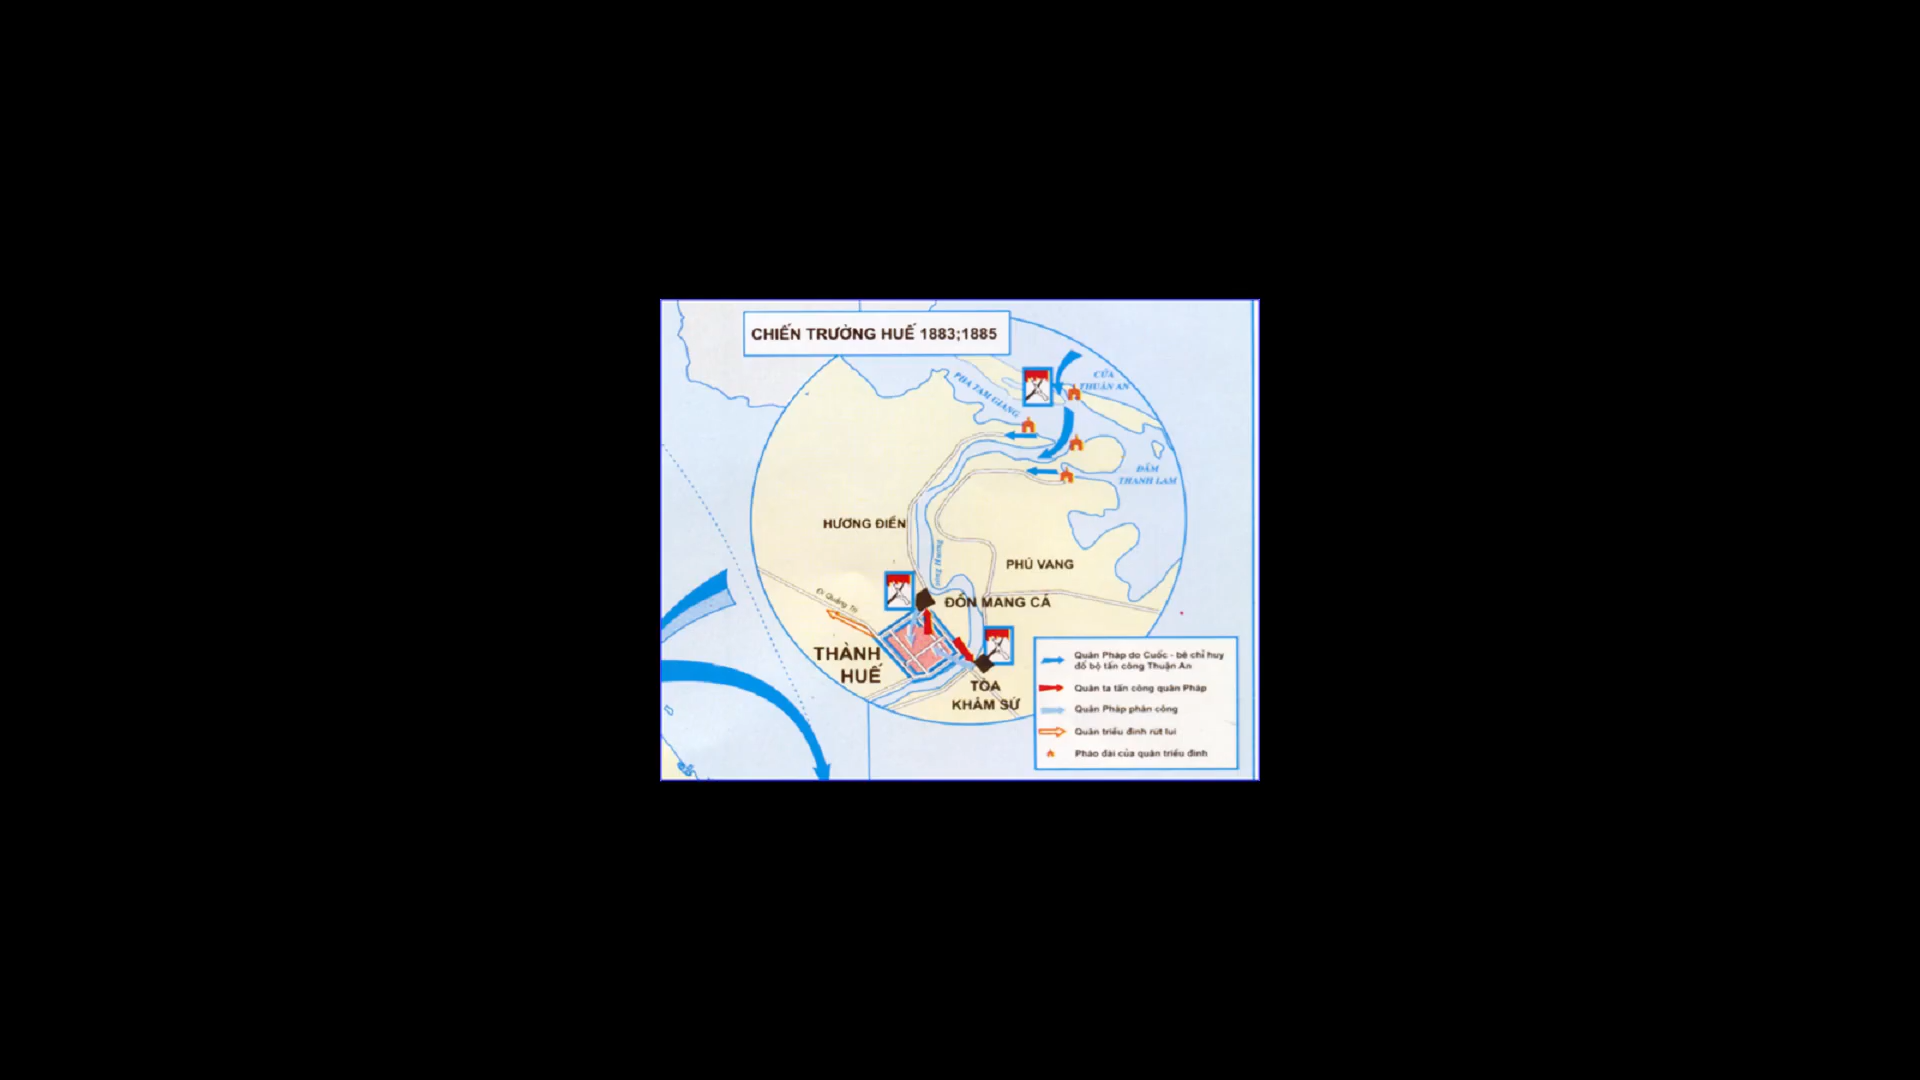 CHIẾN TRƯỜNG HUẾ 1883;1885
CỬA
THUẬN AN
PHÁ TAM GIANG
ĐẦM
THANH LAM
HƯƠNG ĐIỀN
PHÚ VANG
Đi Quảng Trị
ĐỒN MANG CÁ
THÀNH
HUẾ
TÒA
KHÂM SỨ
Quân Pháp do Cuốc - bê chỉ huy
đổ bộ tấn công Thuận An
Quân ta tấn công quân Pháp
Quân Pháp phản công
Quân triều đình rút lui
Pháo đài của quân triều đình